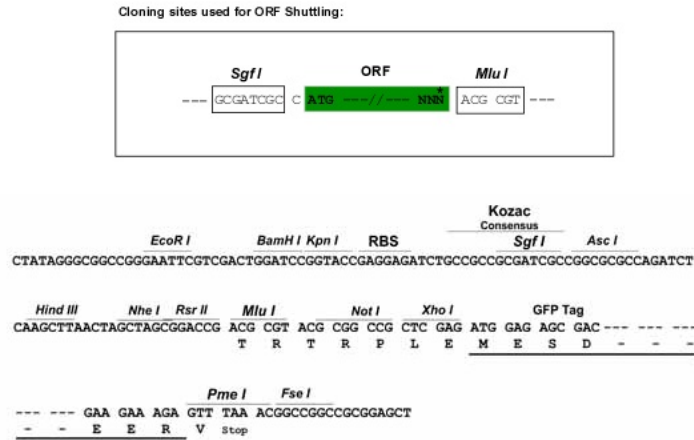 Cloning sites used for ORF Shuttling:
Sgf I ORF Mlu I
--- GCGATCGC C ATG ---//--- NNN* ACG CGT ---
Kozac
Consensus
EcoR I BamH I Kpn I RBS Sgf I Asc I
CTATAGGGCGGCCGGGAATTCGTCGACTGGATCCGGTACCGAGGAGATCTGCCGCCGCGATCGCCGGCGCGCCAGATCT
Hind III Nhe I Rsr II Mlu I Not I Xho I GFP Tag
CAAGCTTAACTAGCTAGCGGACCG ACG CGT ACG CGG CCG CTC GAG ATG GAG AGC GAC --- --- ---
T R T R P L E M E S D - - -
Pme I Fse I
--- --- GAA GAA AGA GTT TAA ACGGCCGGCCGCGGAGCT
- - E E R V Stop